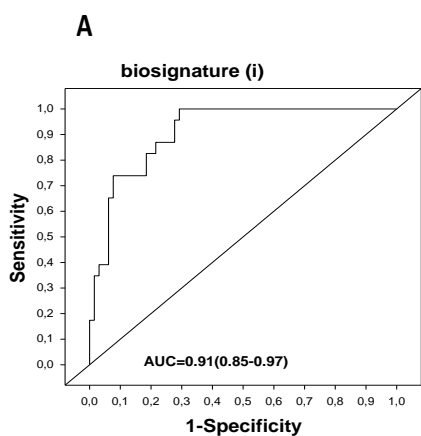 A
biosignature (i)
Sensitivity
1,0
0,9
0,8
0,7
0,6
0,5
0,4
0,3
0,2
0,1
0,0
AUC=0.91(0.85-0.97)
0,0 0,1 0,2 0,3 0,4 0,5 0,6 0,7 0,8 0,9 1,0
1-Specificity